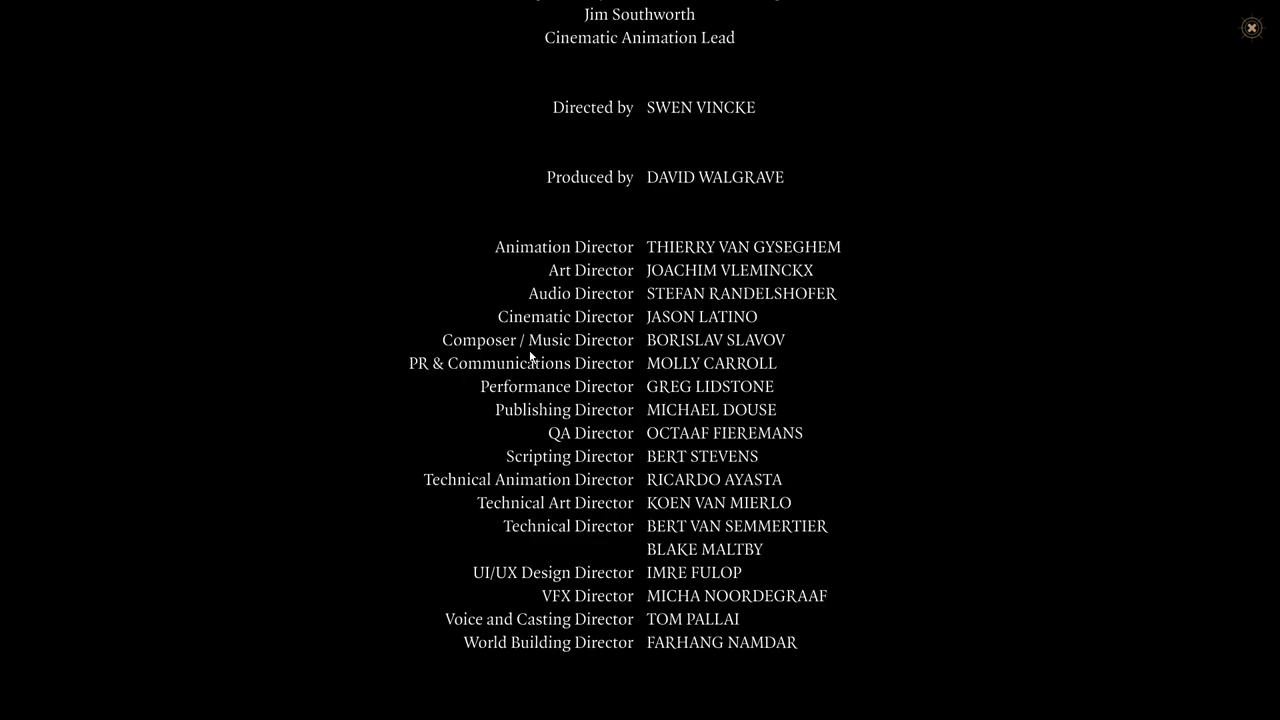 Jim Southworth
Cinematic Animation Lead
Directed by SWEN VINCKE
Produced by DAVID WALGRAVE
Animation Director THIERRY VAN GYSEGHEM
Art Director JOACHIM VLEMINCKX
Audio Director STEFAN RANDELSHOFER
Cinematic Director JASON LATINO
Composer / Music Director BORISLAV SLAVOV
PR & Communications Director MOLLY CARROLL
Performance Director GREG LIDSTONE
Publishing Director MICHAEL DOUSE
QA Director OCTAAF FIEREMANS
Scripting Director BERT STEVENS
Technical Animation Director RICARDO AYASTA
Technical Art Director KOEN VAN MIERLO
Technical Director BERT VAN SEMMERTIER
BLAKE MALTBY
UI/UX Design Director IMRE FULOP
VFX Director MICHA NOORDEGRAAF
Voice and Casting Director TOM PALLAI
World Building Director FARHANG NAMDAR